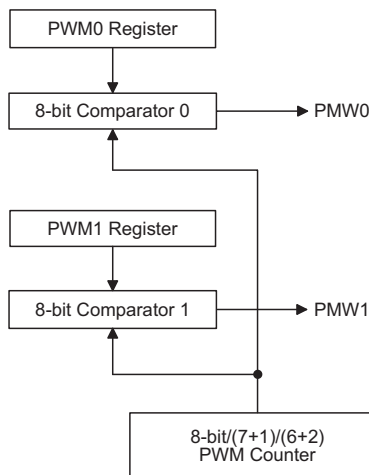 PWM0 Register
8-bit Comparator 0
PMW0
PWM1 Register
8-bit Comparator 1
PMW1
8-bit/(7+1)/(6+2)
PWM Counter